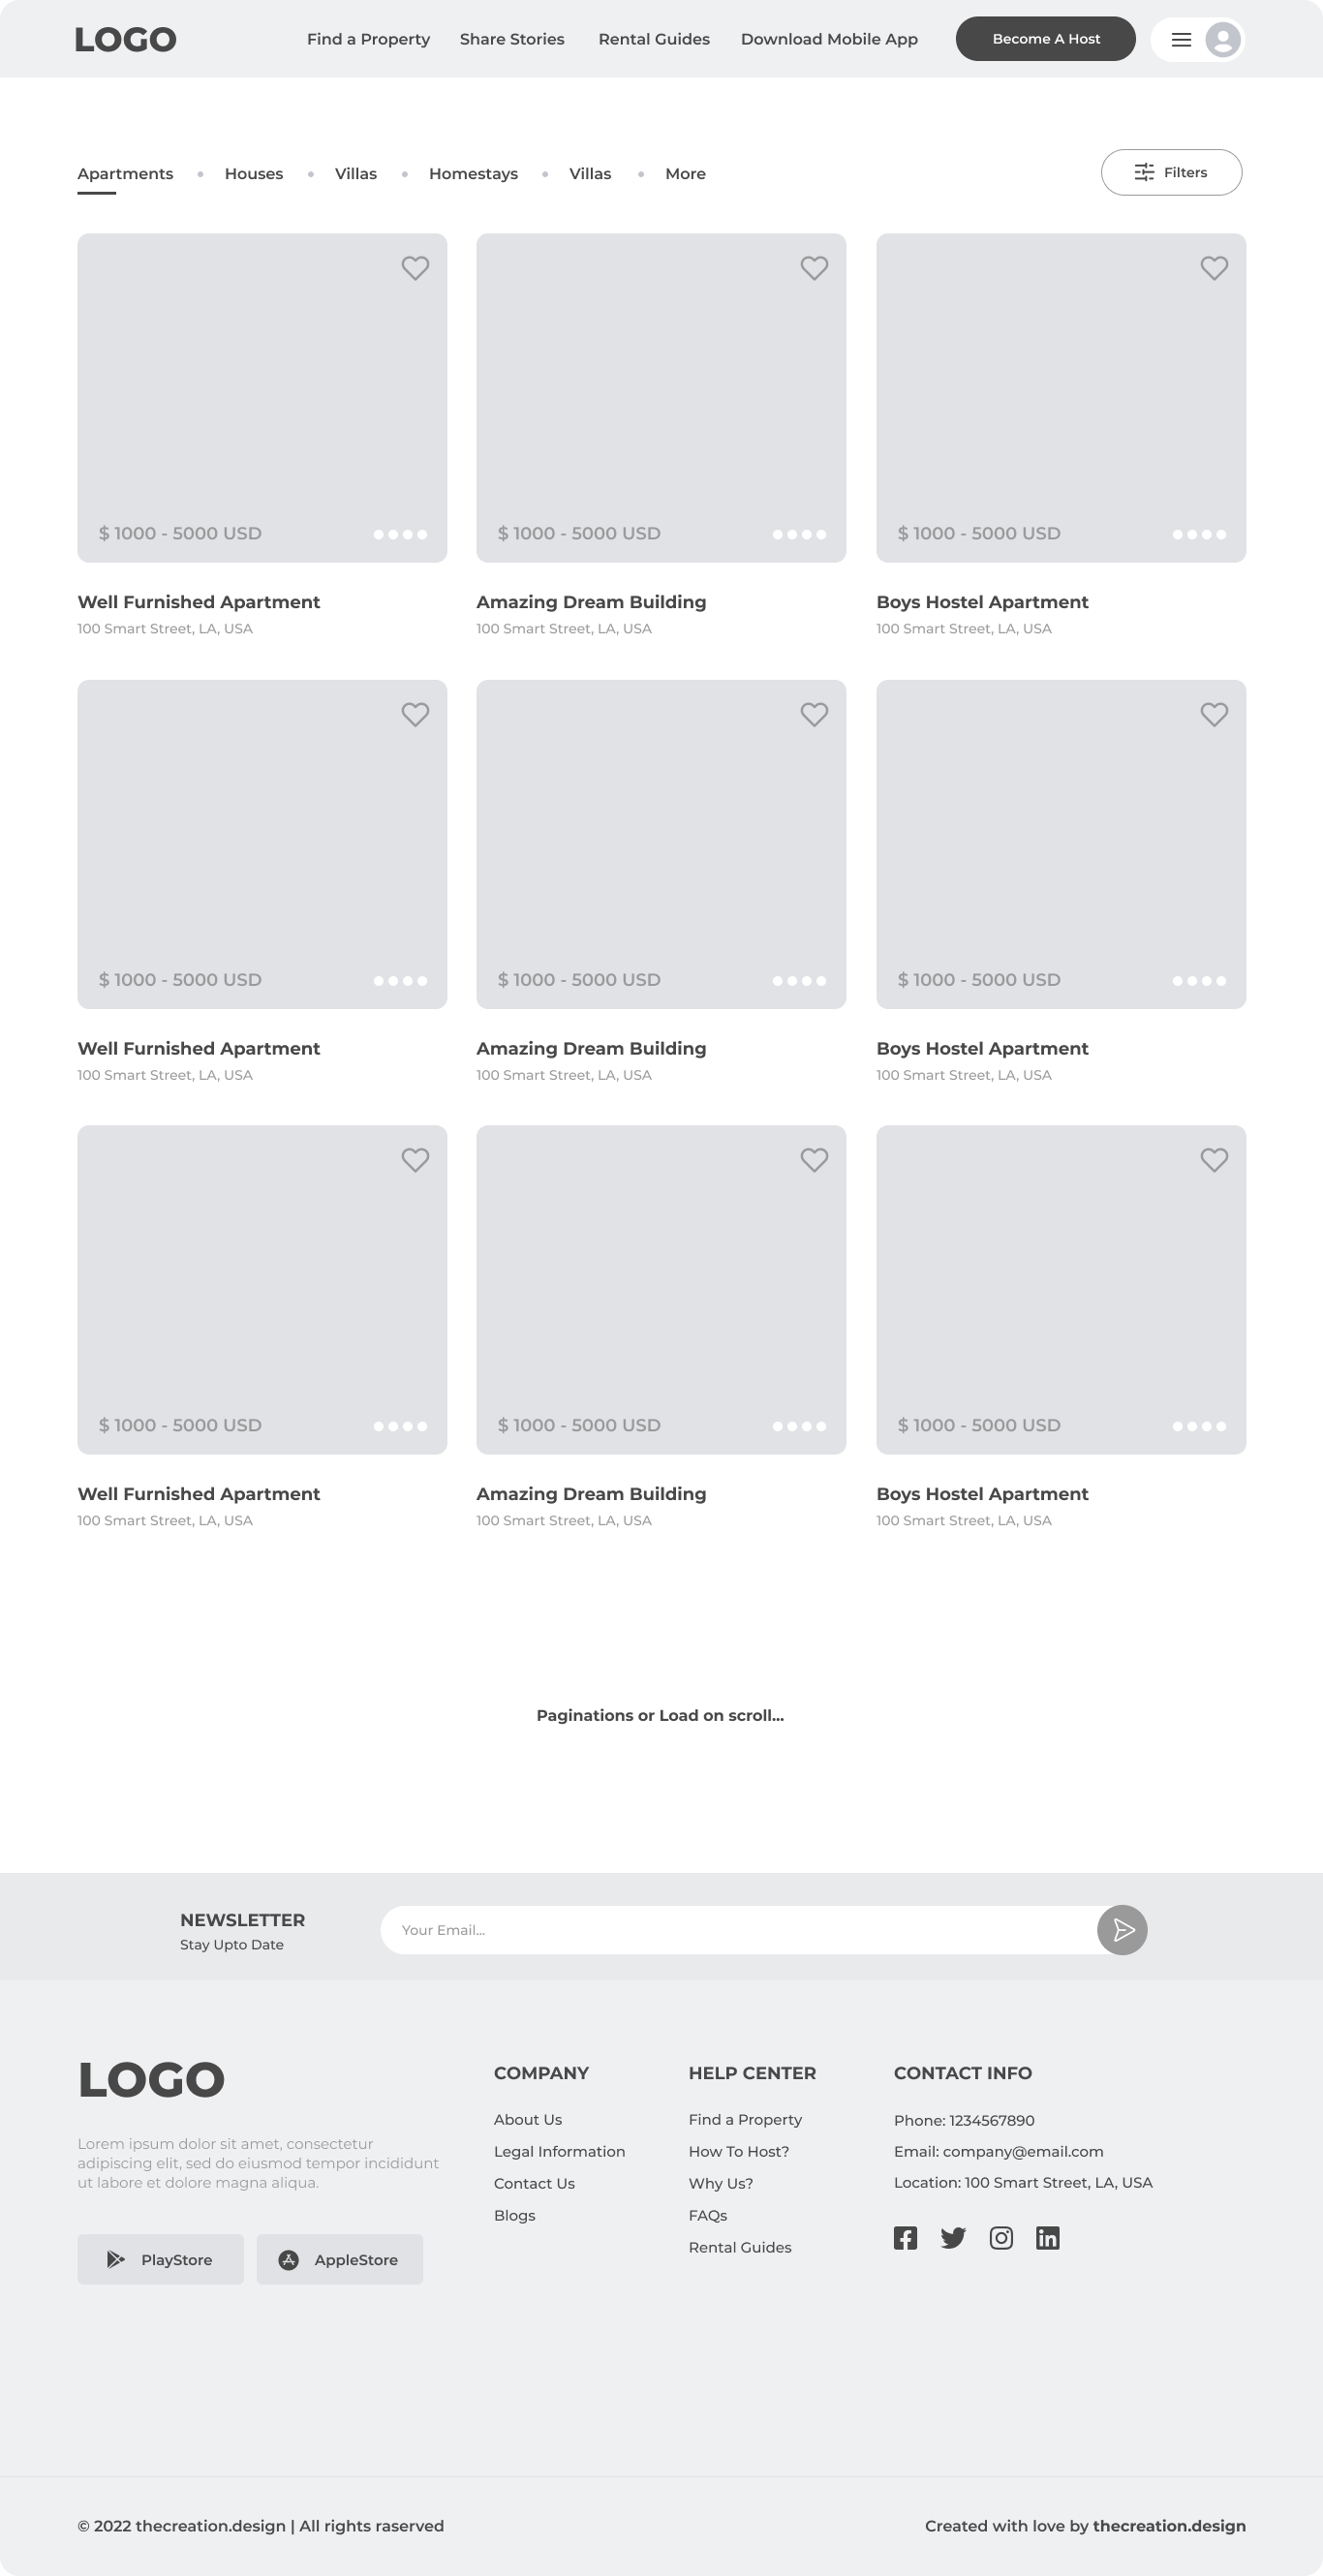 LOGO
Find a Property
Share Stories
Rental Guides
Download Mobile App
Become A Host
Apartments
Houses
Villas
Homestays
Villas
More
Filters
$ 1000 - 5000 USD
$ 1000 - 5000 USD
$ 1000 - 5000 USD
Well Furnished Apartment
100 Smart Street, LA, USA
Amazing Dream Building
100 Smart Street, LA, USA
Boys Hostel Apartment
100 Smart Street, LA, USA
$ 1000 - 5000 USD
$ 1000 - 5000 USD
$ 1000 - 5000 USD
Well Furnished Apartment
100 Smart Street, LA, USA
Amazing Dream Building
100 Smart Street, LA, USA
Boys Hostel Apartment
100 Smart Street, LA, USA
$ 1000 - 5000 USD
$ 1000 - 5000 USD
$ 1000 - 5000 USD
Well Furnished Apartment
100 Smart Street, LA, USA
Amazing Dream Building
100 Smart Street, LA, USA
Boys Hostel Apartment
100 Smart Street, LA, USA
Paginations or Load on scroll...
NEWSLETTER
Stay Upto Date
Your Email...
LOGO
Lorem ipsum dolor sit amet, consectetur
adipiscing elit, sed do eiusmod tempor incididunt
ut labore et dolore magna aliqua.
PlayStore
AppleStore
COMPANY
About Us
Legal Information
Contact Us
Blogs
HELP CENTER
Find a Property
How To Host?
Why Us?
FAQs
Rental Guides
CONTACT INFO
Phone: 1234567890
Email: company@email.com
Location: 100 Smart Street, LA, USA
© 2022 thecreation.design | All rights raserved
Created with love by thecreation.design